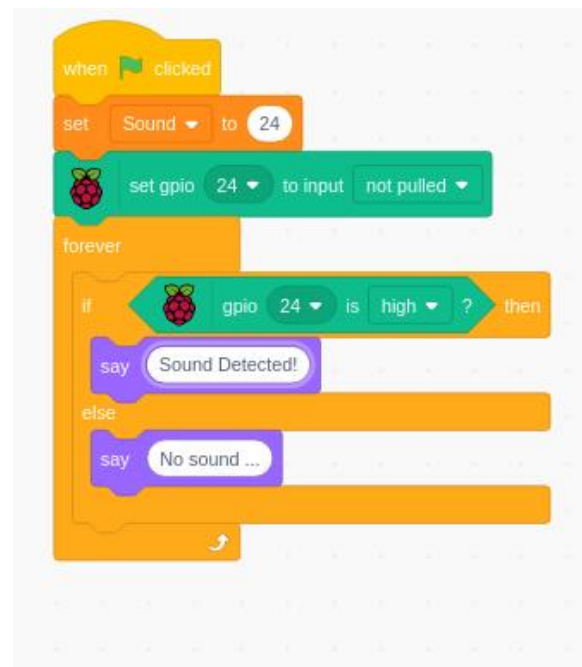 when clicked
set Sound to 24
set gpio 24 to input not pulled
forever
if gpio 24 is high ? then
say Sound Detected!
else
say No sound ...